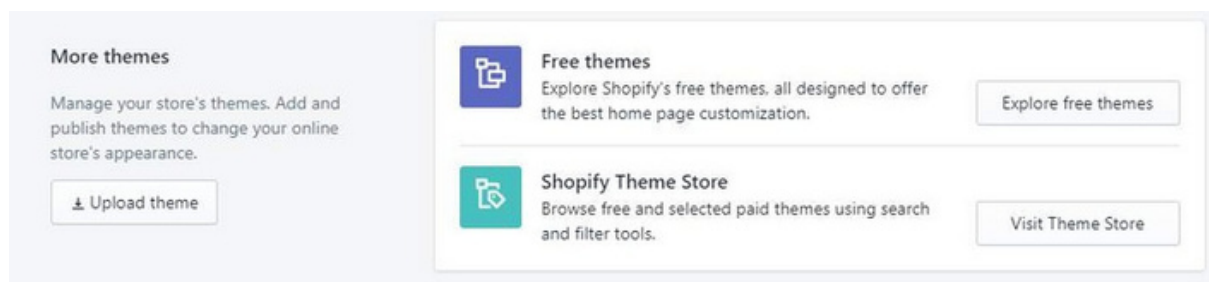 More themes
Manage your store's themes. Add and
publish themes to change your online
store's appearance.
Upload theme
Free themes
Explore Shopify's free themes, all designed to offer
the best home page customization.
Explore free themes
Shopify Theme Store
Browse free and selected paid themes using search
and filter tools.
Visit Theme Store